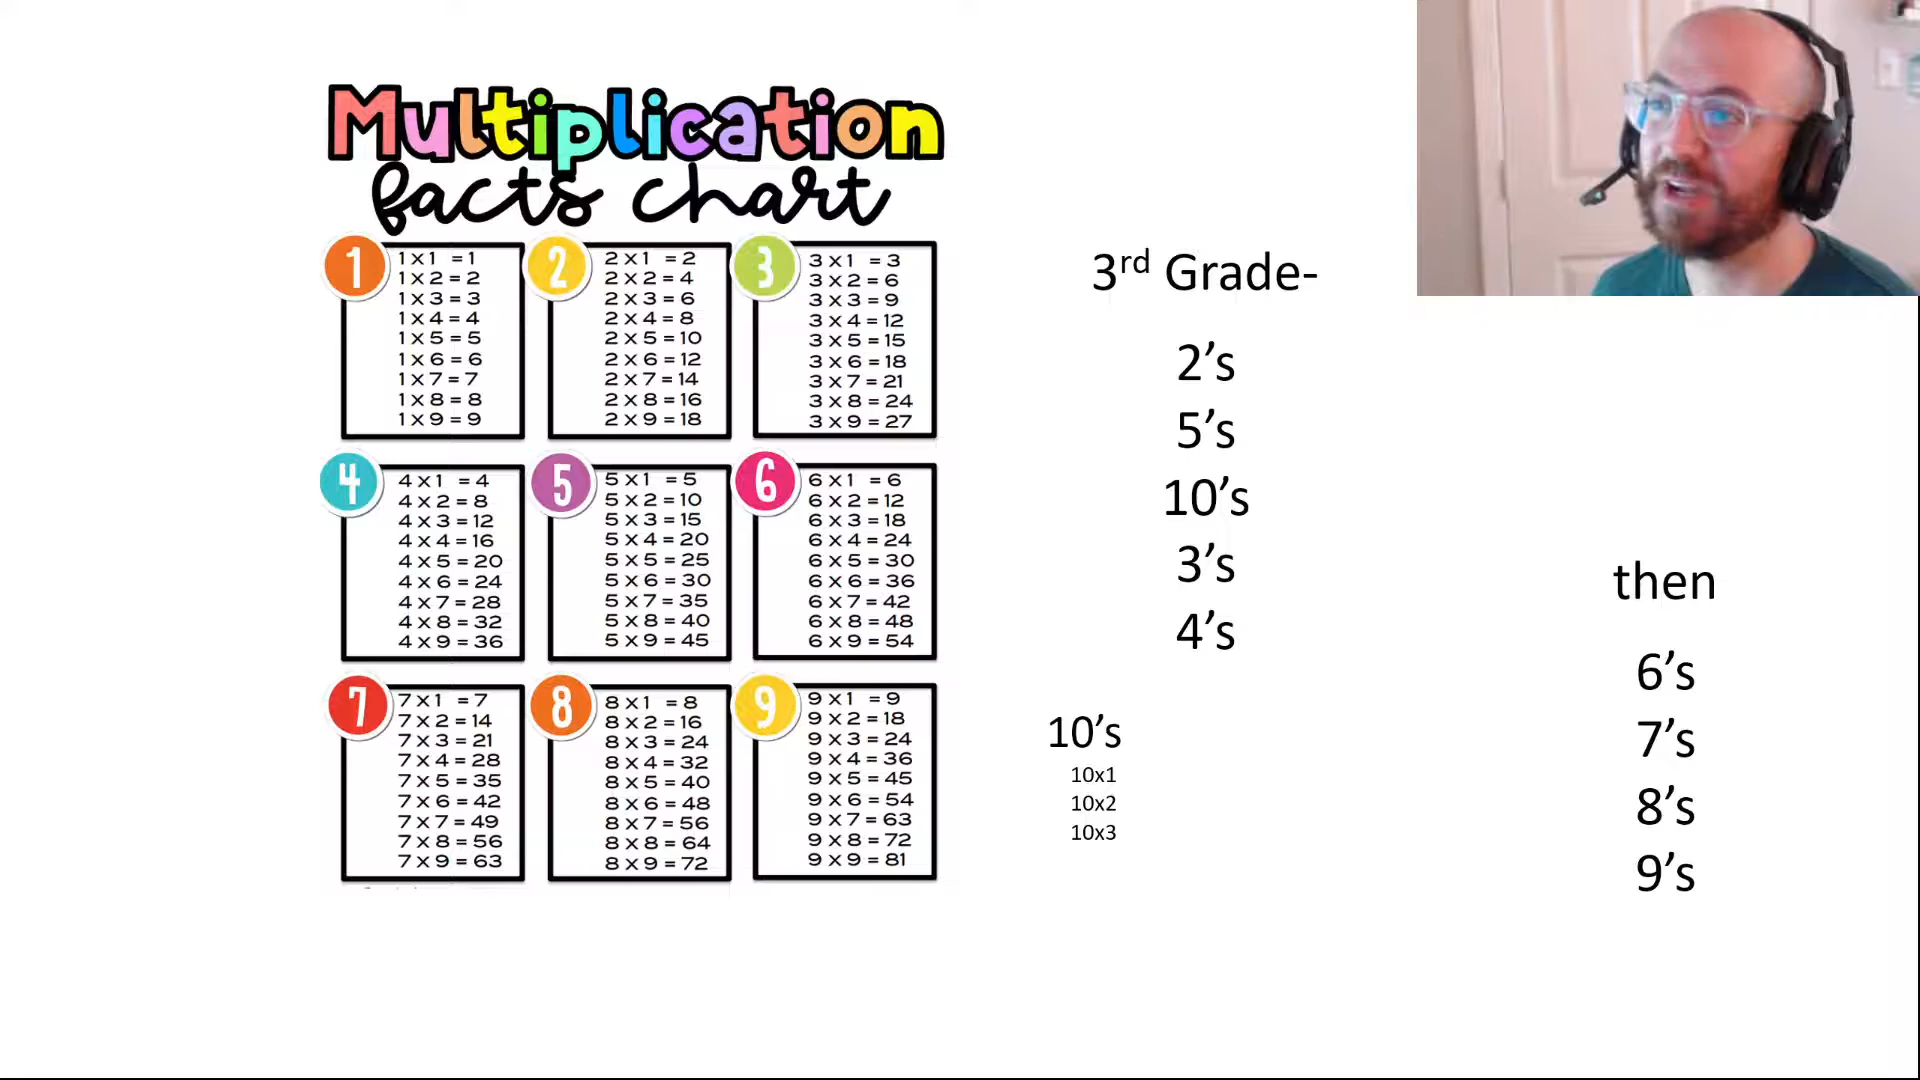 Multiplication
facts chart
1
1 x 1 = 1
1 x 2 = 2
1 x 3 = 3
1 x 4 = 4
1 x 5 = 5
1 x 6 = 6
1 x 7 = 7
1 x 8 = 8
1 x 9 = 9
2
2 x 1 = 2
2 x 2 = 4
2 x 3 = 6
2 x 4 = 8
2 x 5 = 10
2 x 6 = 12
2 x 7 = 14
2 x 8 = 16
2 x 9 = 18
3
3 x 1 = 3
3 x 2 = 6
3 x 3 = 9
3 x 4 = 12
3 x 5 = 15
3 x 6 = 18
3 x 7 = 21
3 x 8 = 24
3 x 9 = 27
4
4 x 1 = 4
4 x 2 = 8
4 x 3 = 12
4 x 4 = 16
4 x 5 = 20
4 x 6 = 24
4 x 7 = 28
4 x 8 = 32
4 x 9 = 36
5
5 x 1 = 5
5 x 2 = 10
5 x 3 = 15
5 x 4 = 20
5 x 5 = 25
5 x 6 = 30
5 x 7 = 35
5 x 8 = 40
5 x 9 = 45
6
6 x 1 = 6
6 x 2 = 12
6 x 3 = 18
6 x 4 = 24
6 x 5 = 30
6 x 6 = 36
6 x 7 = 42
6 x 8 = 48
6 x 9 = 54
7
7 x 1 = 7
7 x 2 = 14
7 x 3 = 21
7 x 4 = 28
7 x 5 = 35
7 x 6 = 42
7 x 7 = 49
7 x 8 = 56
7 x 9 = 63
8
8 x 1 = 8
8 x 2 = 16
8 x 3 = 24
8 x 4 = 32
8 x 5 = 40
8 x 6 = 48
8 x 7 = 56
8 x 8 = 64
8 x 9 = 72
9
9 x 1 = 9
9 x 2 = 18
9 x 3 = 24
9 x 4 = 36
9 x 5 = 45
9 x 6 = 54
9 x 7 = 63
9 x 8 = 72
9 x 9 = 81
3rd Grade-
2’s
5’s
10’s
3’s
4’s
10’s
10x1
10x2
10x3
then
6’s
7’s
8’s
9’s